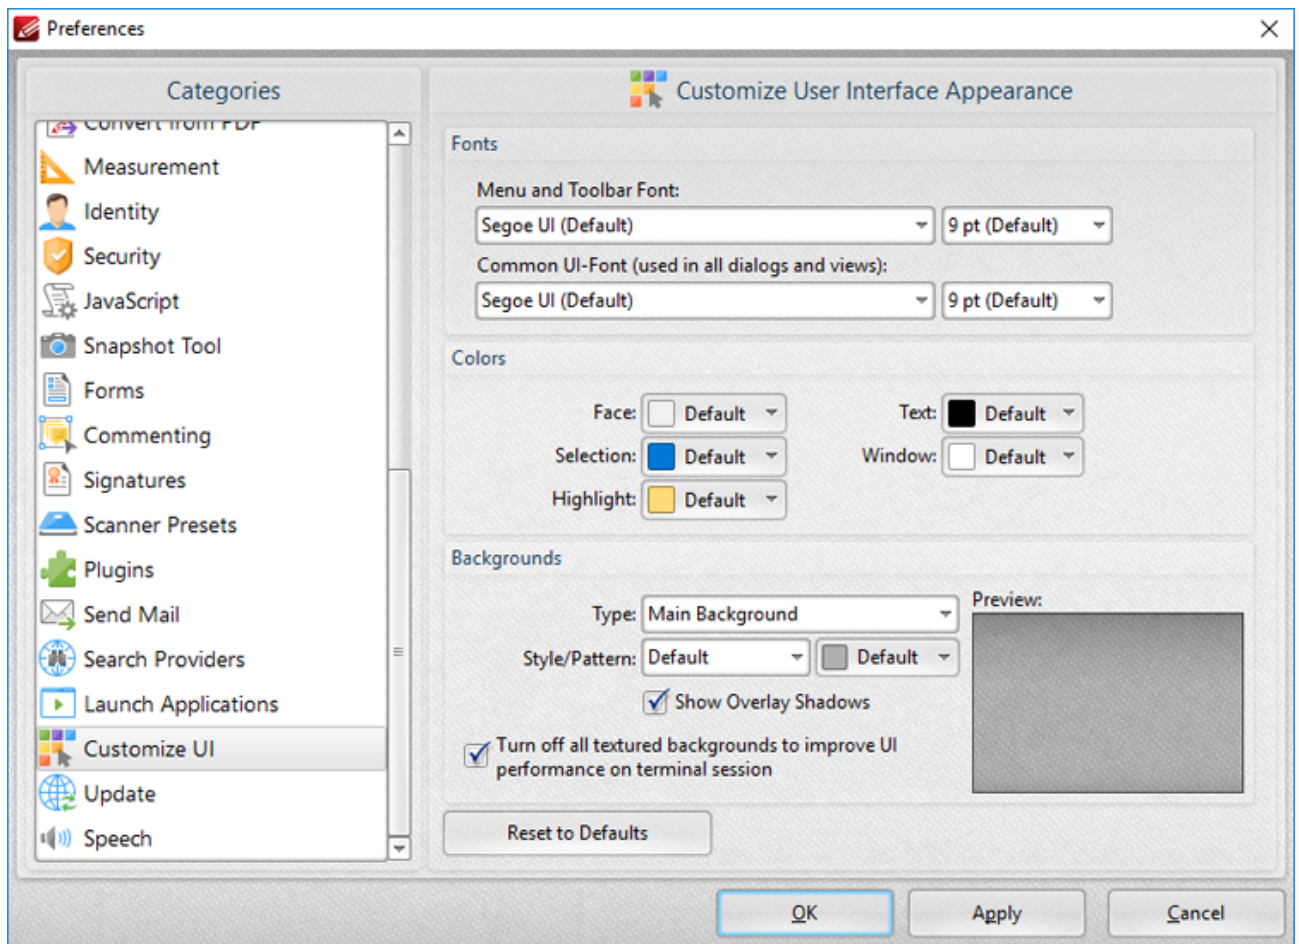 Preferences
Categories
Convert from PDF
Measurement
Identity
Security
JavaScript
Snapshot Tool
Forms
Commenting
Signatures
Scanner Presets
Plugins
Send Mail
Search Providers
Launch Applications
Customize UI
Update
Speech
Customize User Interface Appearance
Fonts
Menu and Toolbar Font:
Segoe UI (Default) 9 pt (Default)
Common UI-Font (used in all dialogs and views):
Segoe UI (Default) 9 pt (Default)
Colors
Face: Default Text: Default
Selection: Default Window: Default
Highlight: Default
Backgrounds
Type: Main Background Preview:
Style/Pattern: Default Default
Show Overlay Shadows
Turn off all textured backgrounds to improve UI
performance on terminal session
Reset to Defaults
OK Apply Cancel